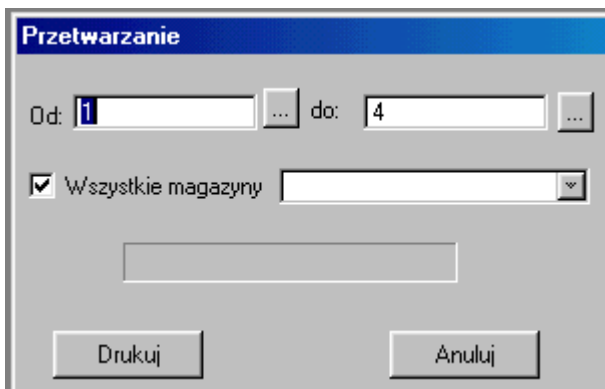 Przetwarzanie
Od: 1 ... do: 4 ...
Wszystkie magazyny
Drukuj Anuluj